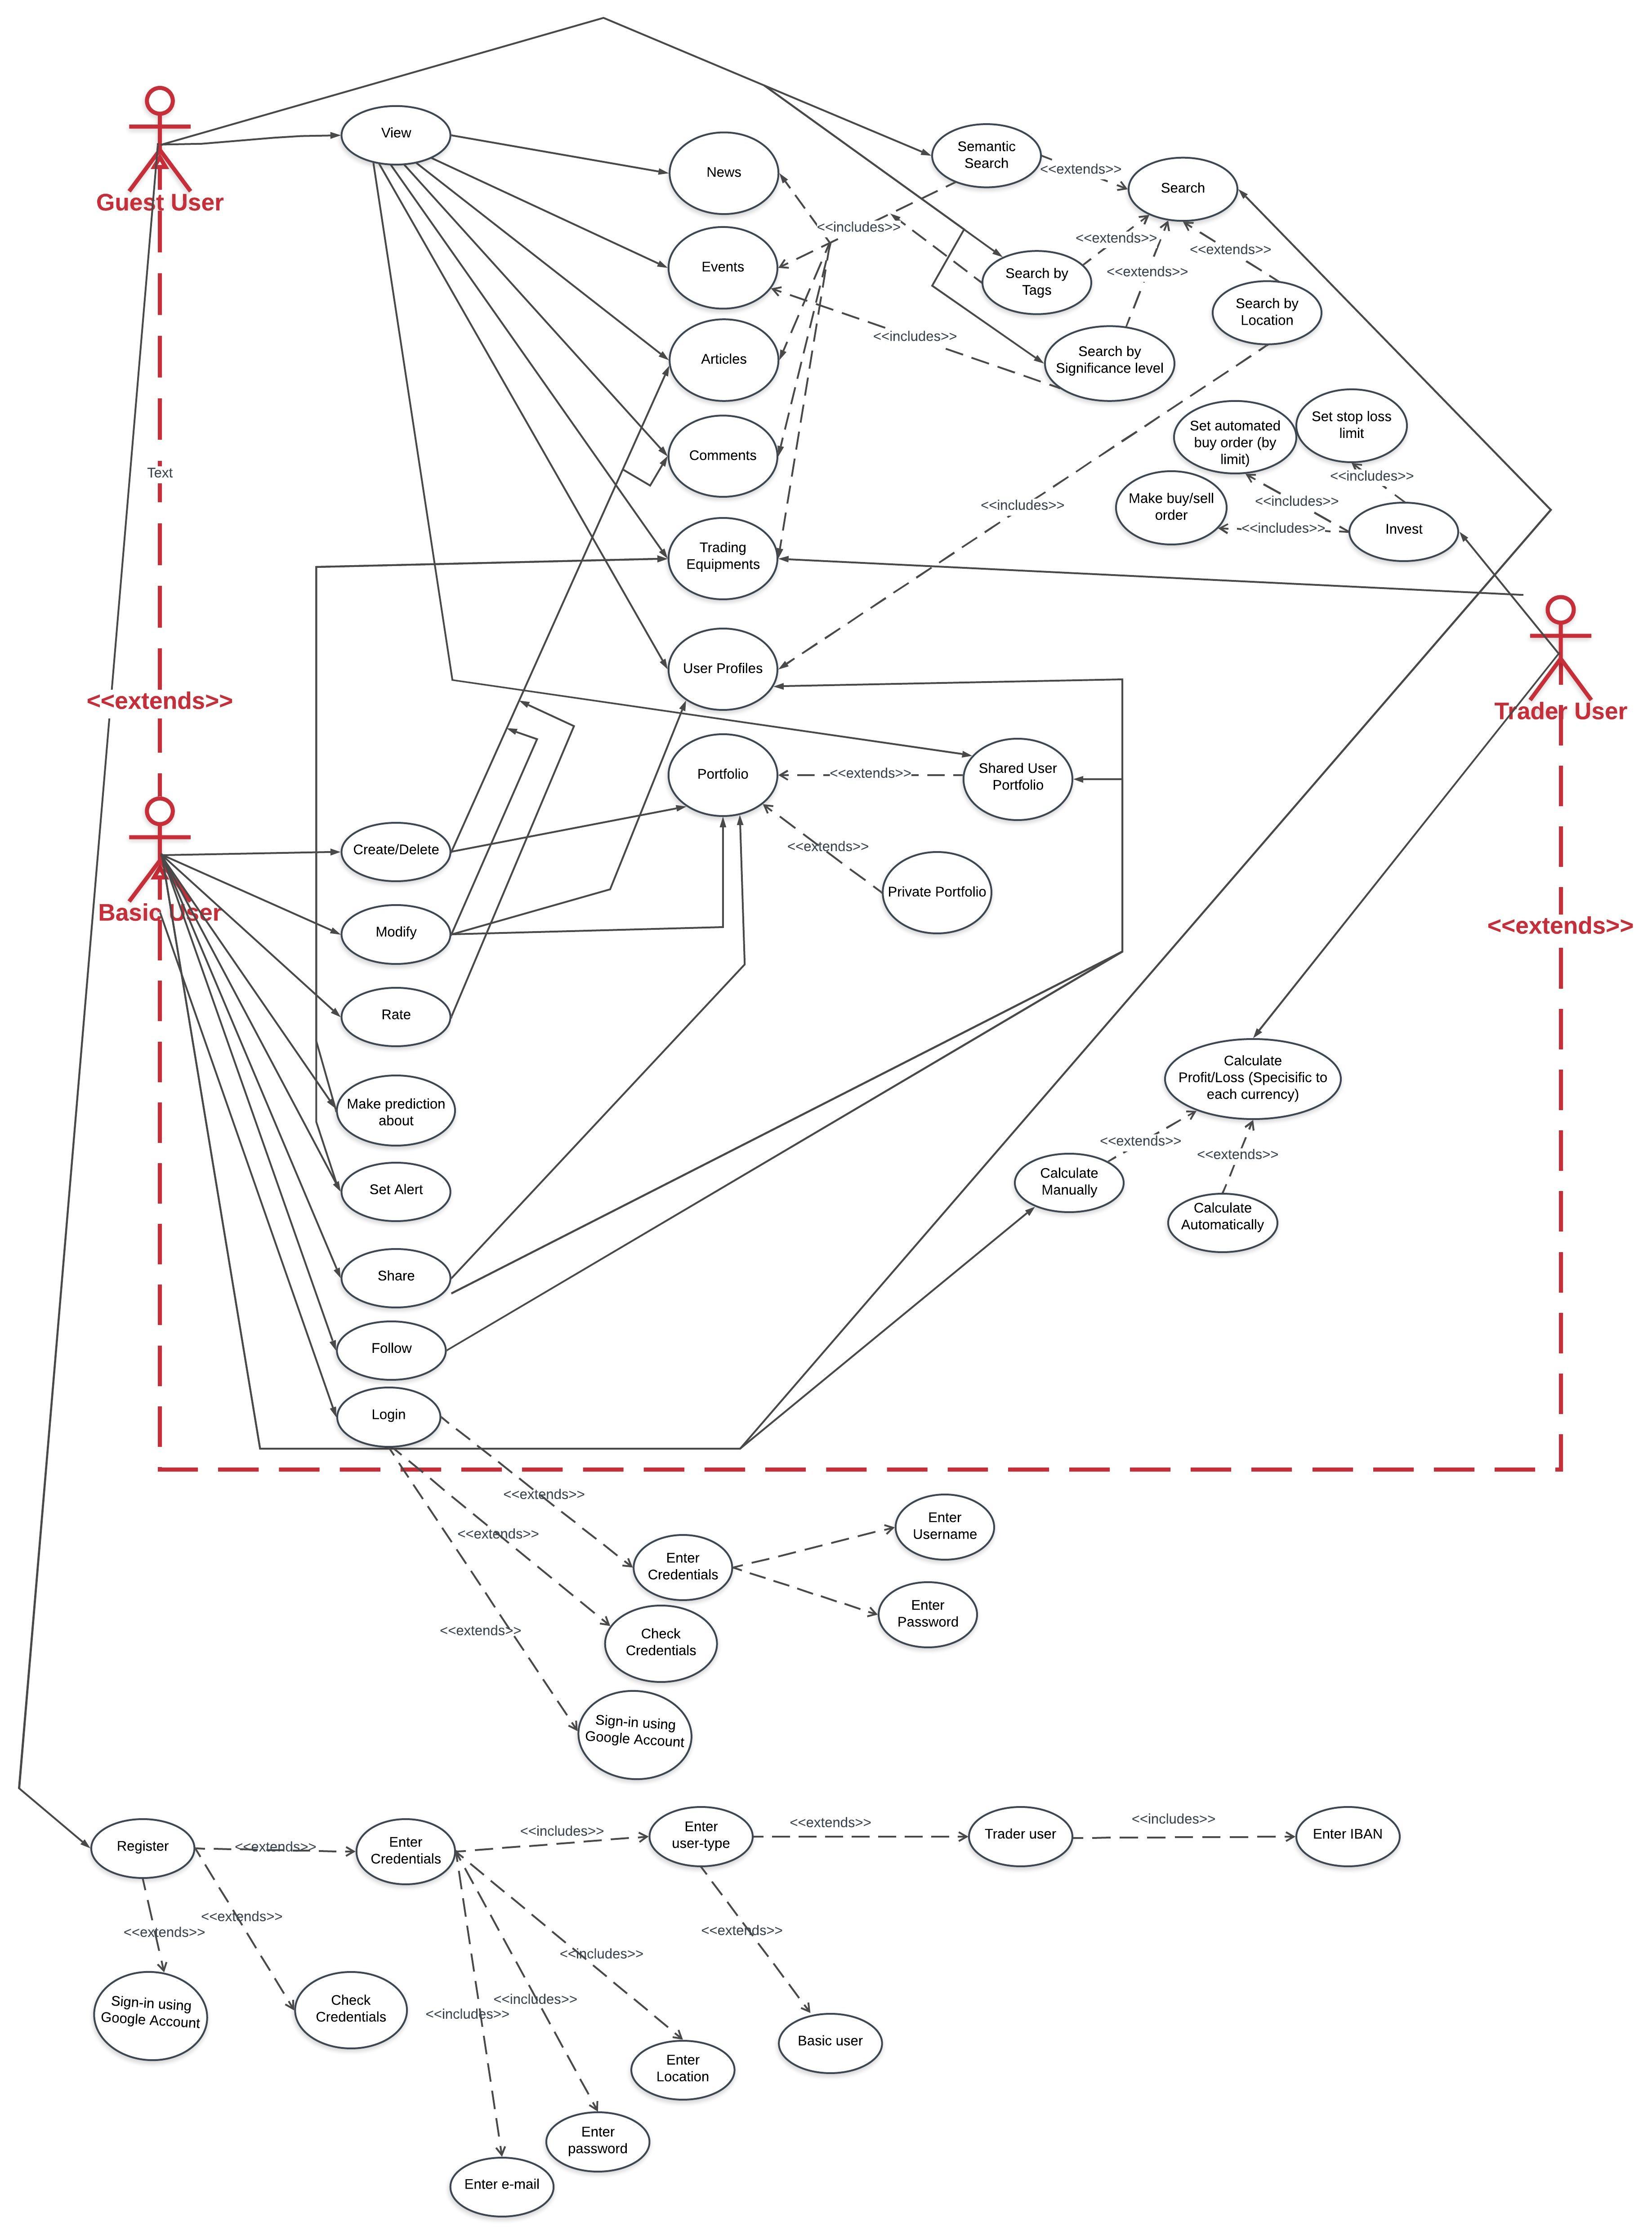 View
Semantic
Search
<<extends>>
News
Search
Guest User
<<includes>>
<<extends>>
<<extends>>
Events
Search by
Tags
<<extends>>
Search by
Location
<<includes>>
Articles
Search by
Significance level
Set automated
buy order (by
limit)
Set stop loss
limit
Comments
Text
<<includes>>
Make buy/sell
order
<<includes>>
<<includes>>
<<includes>>
Invest
Trading
Equipments
User Profiles
<<extends>>
Trader User
Portfolio
<<extends>>
Shared User
Portfolio
Create/Delete
<<extends>>
Private Portfolio
Basic User
Modify
<<extends>>
Rate
Calculate
Profit/Loss (Specisific to
each currency)
Make prediction
about
<<extends>>
<<extends>>
Set Alert
Calculate
Manually
Calculate
Automatically
Share
Follow
Login
<<extends>>
<<extends>>
Enter
Username
Enter
Credentials
Enter
Password
<<extends>>
Check
Credentials
Sign-in using
Google Account
Register
<<extends>>
Enter
Credentials
<<includes>>
Enter
user-type
<<extends>>
Trader user
<<includes>>
Enter IBAN
<<extends>>
<<extends>>
<<extends>>
<<includes>>
Sign-in using
Google Account
Check
Credentials
<<includes>>
<<includes>>
Basic user
Enter
Location
Enter
password
Enter e-mail